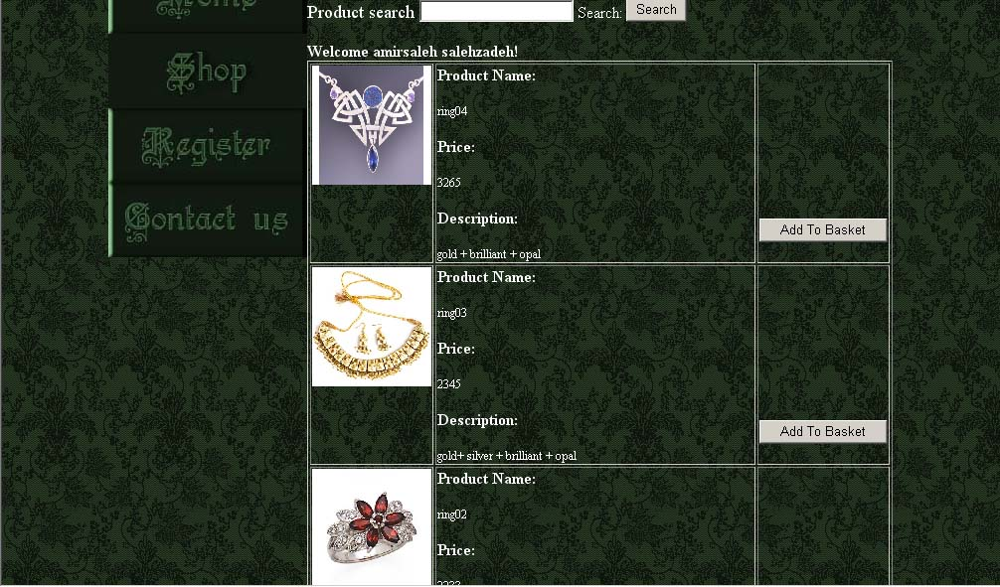 Home
Product search Search: Search
Shop
Welcome amirsaleh salehzadeh!
Register
Contact us
Product Name:
ring04
Price:
3265
Description:
gold + brilliant + opal
Add To Basket
Product Name:
ring03
Price:
2345
Description:
gold+ silver + brilliant + opal
Add To Basket
Product Name:
ring02
Price: